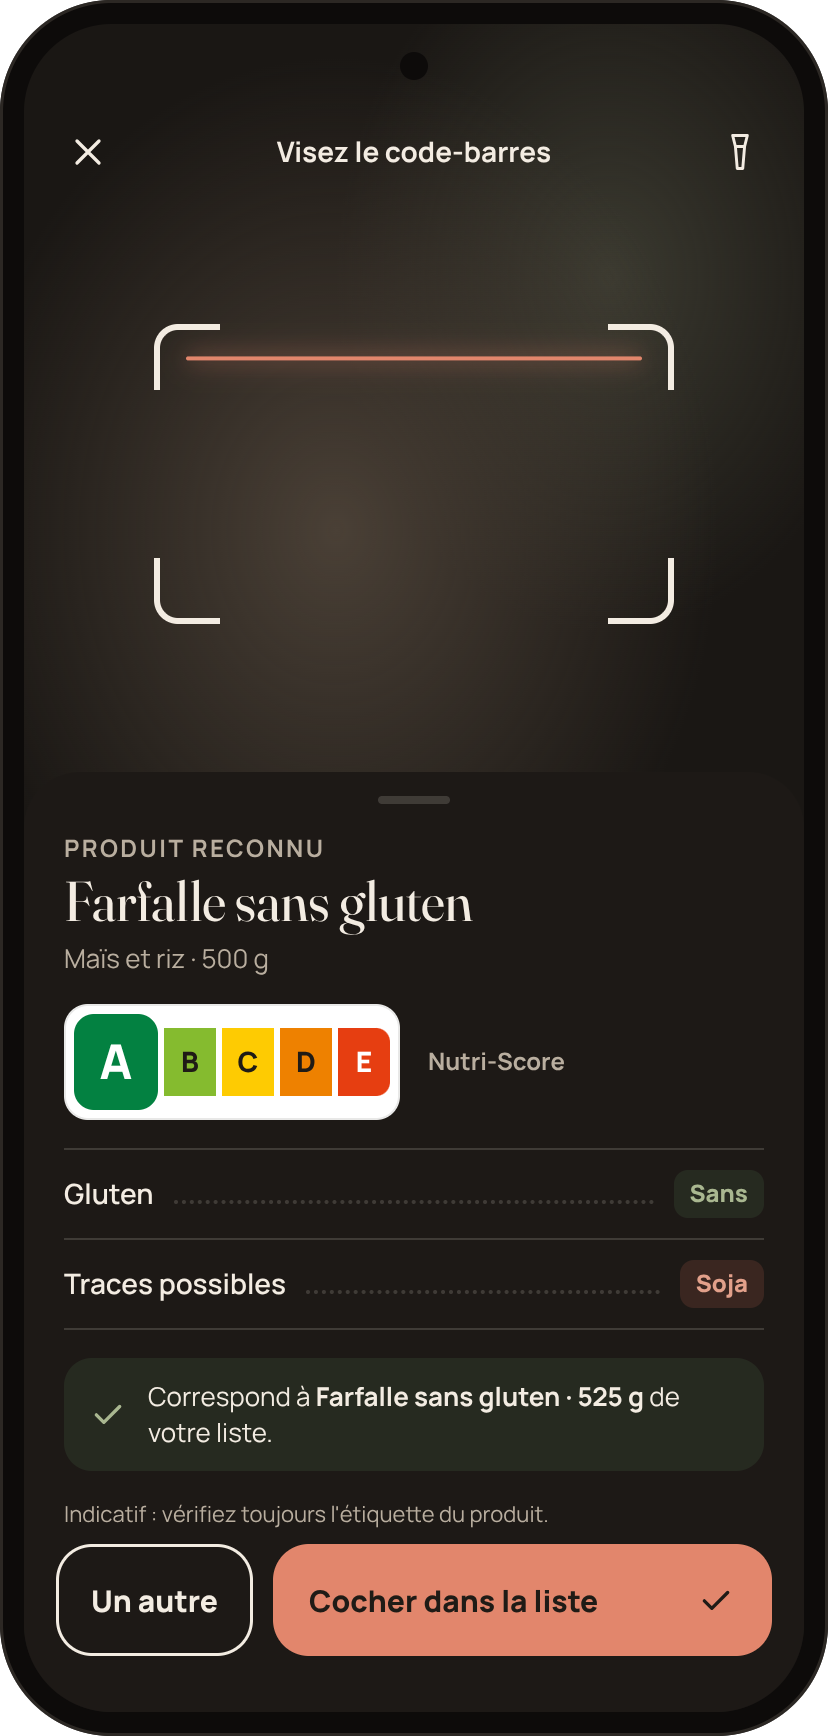 Visez le code-barres
PRODUIT RECONNU
Farfalle sans gluten
Maïs et riz · 500 g
A B C D E Nutri-Score
Gluten Sans
Traces possibles Soja
Correspond à Farfalle sans gluten · 525 g de
votre liste.
Indicatif : vérifiez toujours l'étiquette du produit.
Un autre Cocher dans la liste